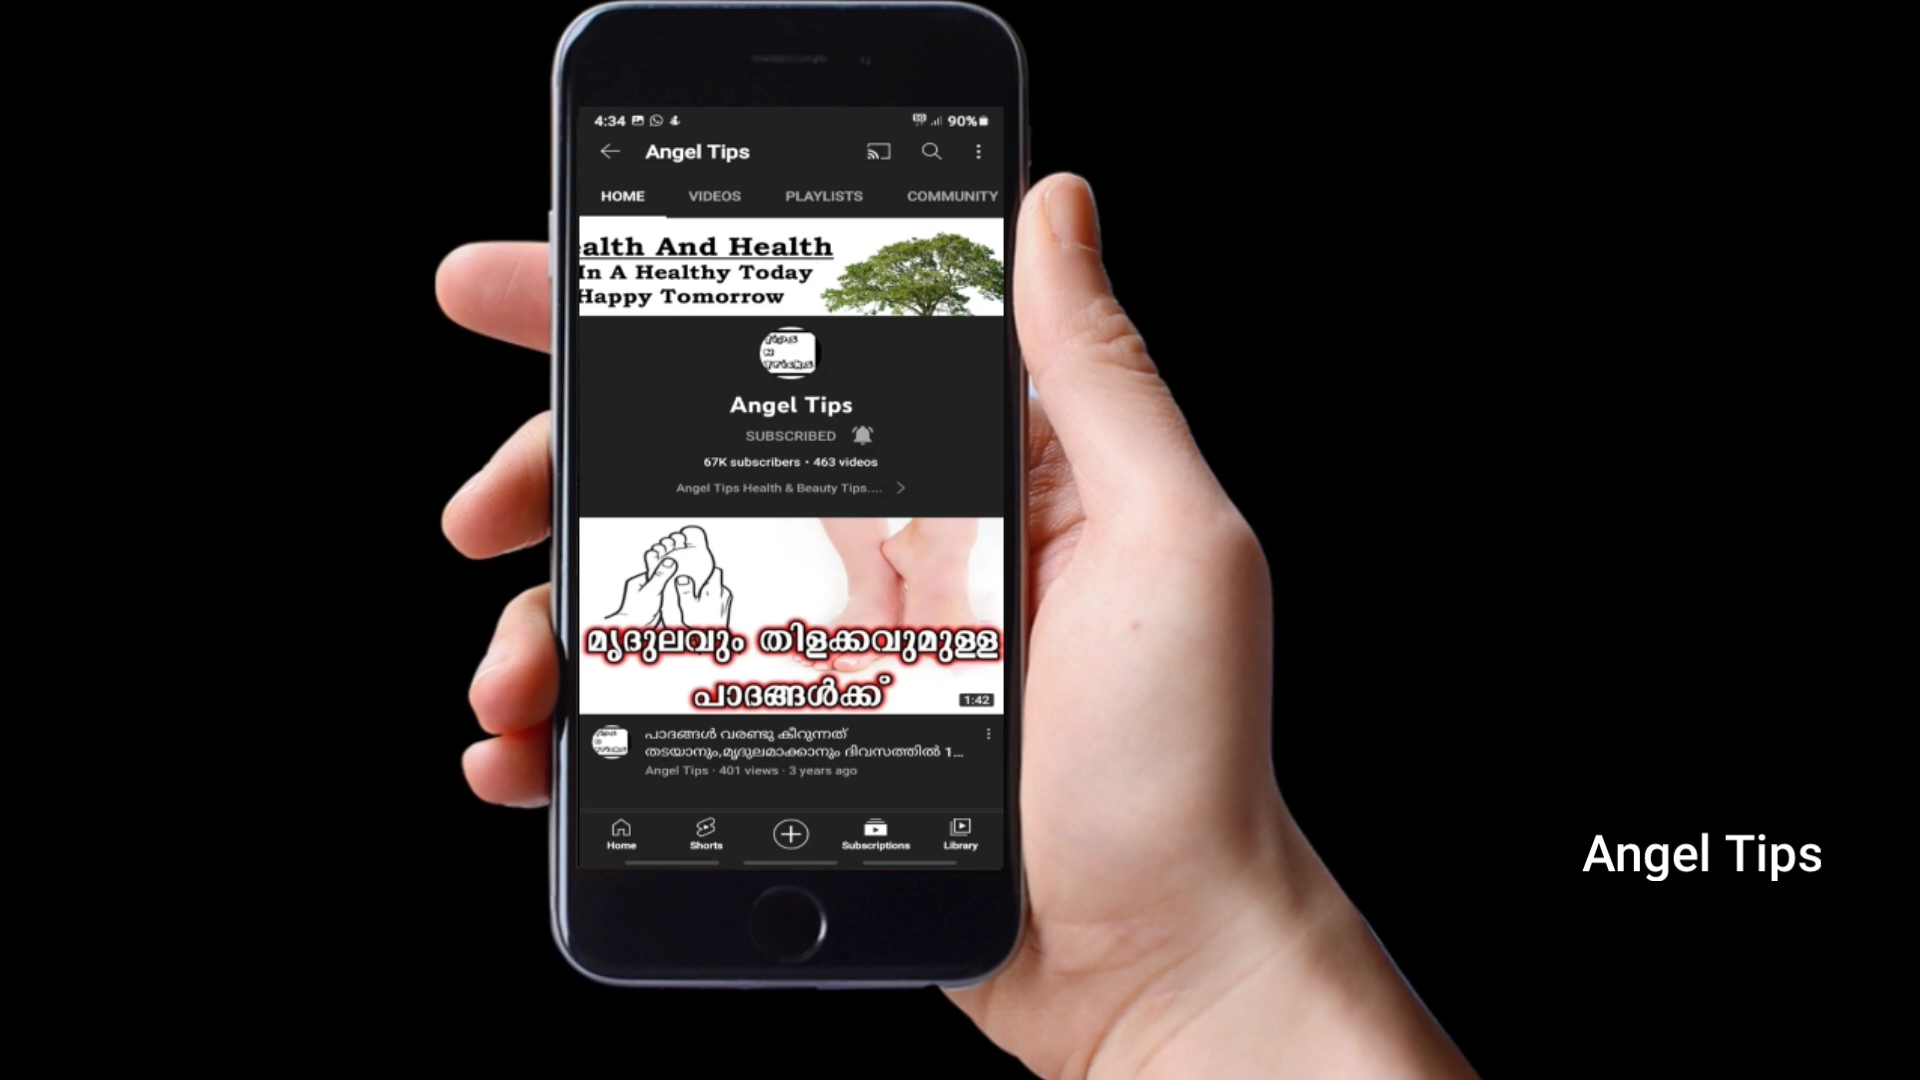 4:34
90%
Angel Tips
HOME VIDEOS PLAYLISTS COMMUNITY
ealth And Health
In A Healthy Today
Happy Tomorrow
Angel Tips
SUBSCRIBED
67K subscribers • 463 videos
Angel Tips Health & Beauty Tips....
മൃദുലവും തിളക്കവുമുള്ള
പാദങ്ങൾക്ക്
1:42
പാദങ്ങൾ വരണ്ടു കീറുന്നത്
തടയാനും,മൃദുലമാക്കാനും ദിവസത്തിൽ 1...
Angel Tips · 401 views · 3 years ago
Home Shorts Subscriptions Library
Angel Tips